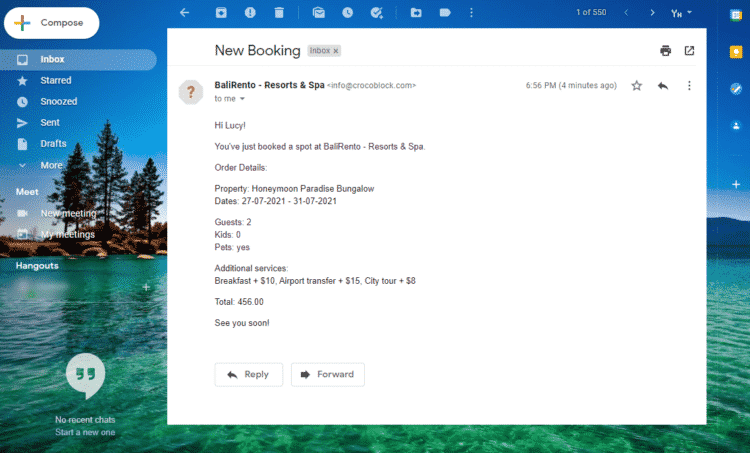 Compose
Inbox
Starred
Snoozed
Sent
Drafts
More
Meet
New meeting
My meetings
Hangouts
No recent chats
Start a new one
1 of 550
New Booking
Inbox x
BaliRento - Resorts & Spa <info@crocoblock.com>
6:56 PM (4 minutes ago)
to me
Hi Lucy!
You've just booked a spot at BaliRento - Resorts & Spa.
Order Details:
Property: Honeymoon Paradise Bungalow
Dates: 27-07-2021 - 31-07-2021
Guests: 2
Kids: 0
Pets: yes
Additional services:
Breakfast + $10, Airport transfer + $15, City tour + $8
Total: 456.00
See you soon!
Reply
Forward